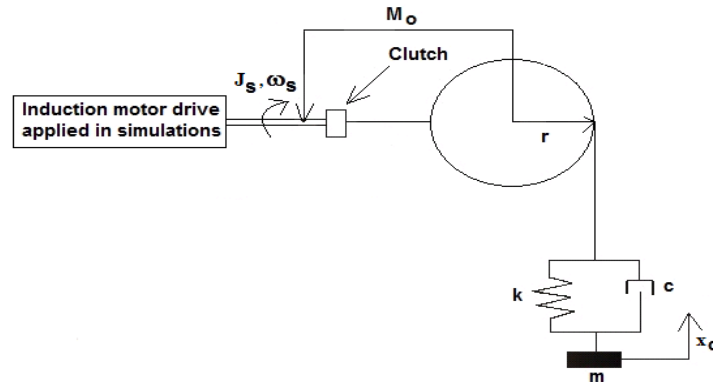 Mo
Clutch
Js, ωs
Induction motor drive
applied in simulations
r
k
c
xo
m